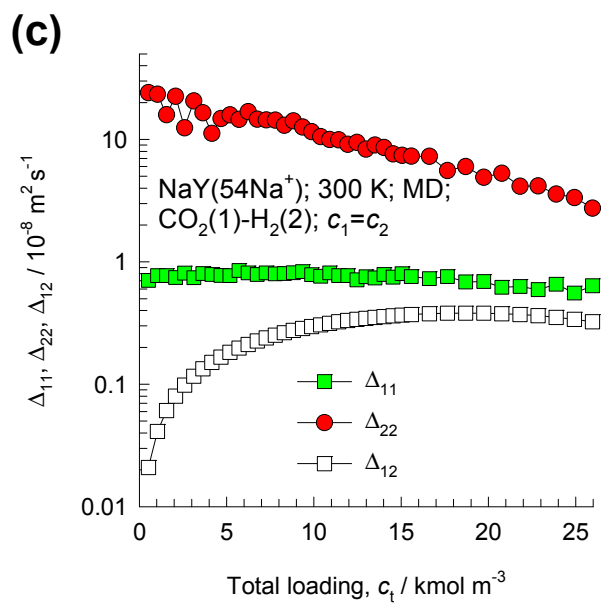 (c)
Δ₁₁, Δ₂₂, Δ₁₂ / 10⁻⁸ m² s⁻¹
10
1
0.1
0.01
NaY(54Na⁺); 300 K; MD;
CO₂(1)-H₂(2); c₁=c₂
Δ₁₁
Δ₂₂
Δ₁₂
0 5 10 15 20 25
Total loading, cₜ / kmol m⁻³